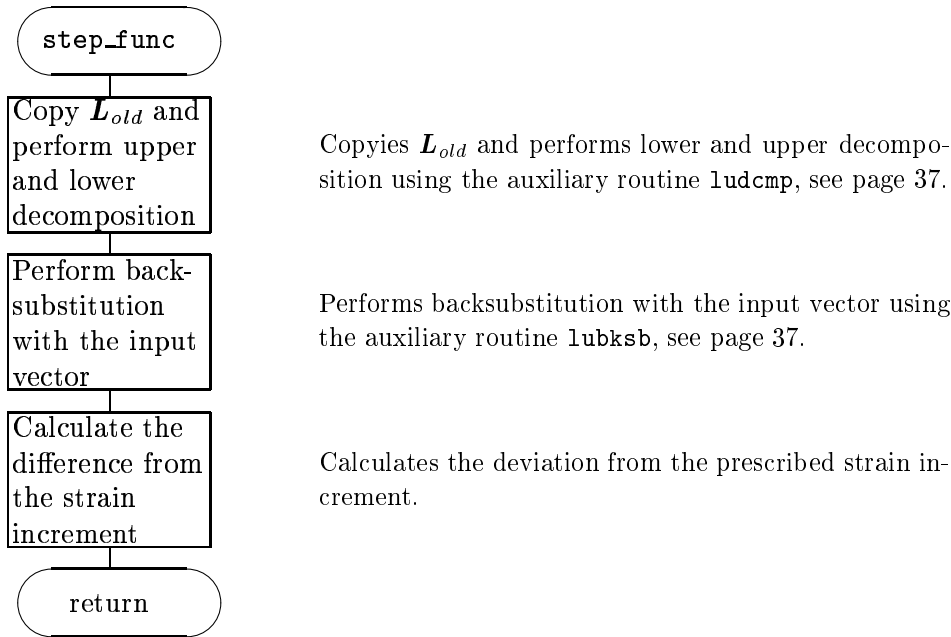 step_func
Copy L_old and
perform upper
and lower
decomposition
Copyies L_old and performs lower and upper decompo-
sition using the auxiliary routine ludcmp, see page 37.
Perform back-
substitution
with the input
vector
Performs backsubstitution with the input vector using
the auxiliary routine lubksb, see page 37.
Calculate the
difference from
the strain
increment
Calculates the deviation from the prescribed strain in-
crement.
return